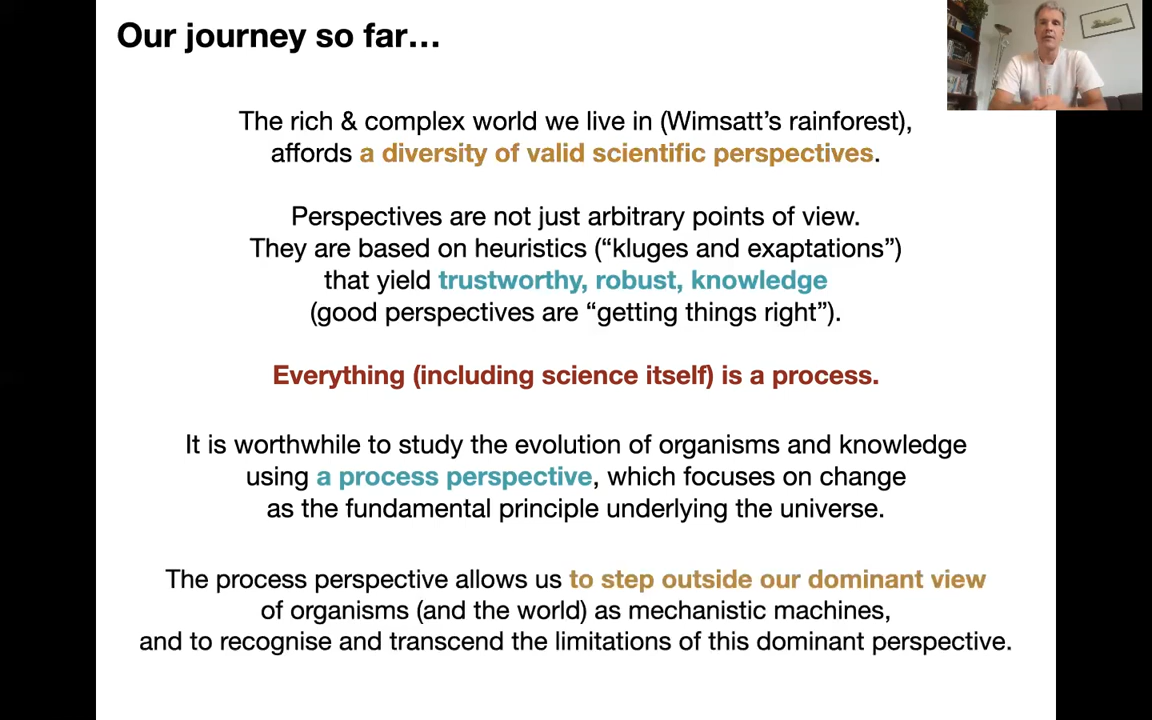 Our journey so far…
The rich & complex world we live in (Wimsatt’s rainforest),
affords a diversity of valid scientific perspectives.
Perspectives are not just arbitrary points of view.
They are based on heuristics (“kluges and exaptations”)
that yield trustworthy, robust, knowledge
(good perspectives are “getting things right”).
Everything (including science itself) is a process.
It is worthwhile to study the evolution of organisms and knowledge
using a process perspective, which focuses on change
as the fundamental principle underlying the universe.
The process perspective allows us to step outside our dominant view
of organisms (and the world) as mechanistic machines,
and to recognise and transcend the limitations of this dominant perspective.